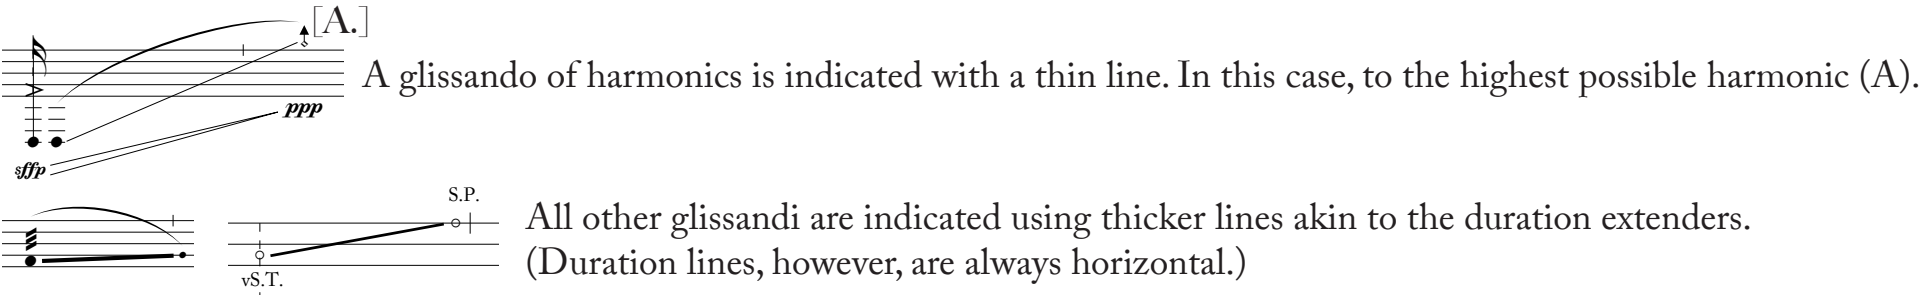 [A.]
A glissando of harmonics is indicated with a thin line. In this case, to the highest possible harmonic (A).
ppp
sffp
S.P.
All other glissandi are indicated using thicker lines akin to the duration extenders.
(Duration lines, however, are always horizontal.)
vS.T.